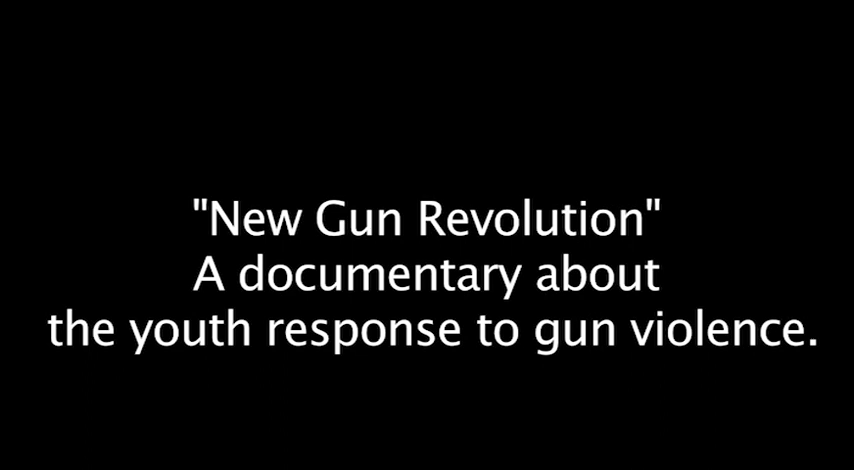 "New Gun Revolution"
A documentary about
the youth response to gun violence.